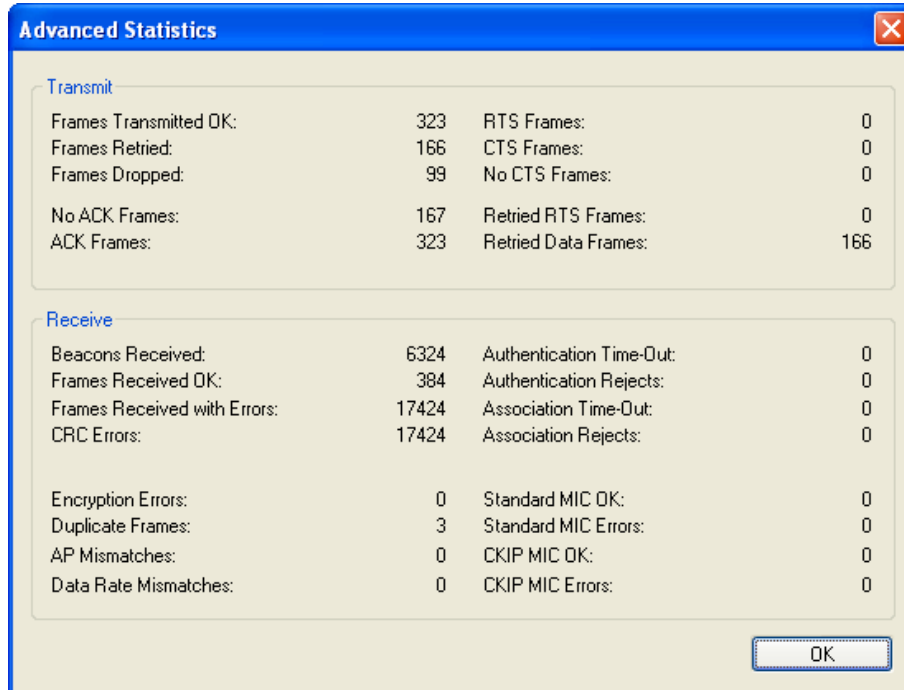 Advanced Statistics
Transmit
Frames Transmitted OK: 323 RTS Frames: 0
Frames Retried: 166 CTS Frames: 0
Frames Dropped: 99 No CTS Frames: 0
No ACK Frames: 167 Retried RTS Frames: 0
ACK Frames: 323 Retried Data Frames: 166
Receive
Beacons Received: 6324 Authentication Time-Out: 0
Frames Received OK: 384 Authentication Rejects: 0
Frames Received with Errors: 17424 Association Time-Out: 0
CRC Errors: 17424 Association Rejects: 0
Encryption Errors: 0 Standard MIC OK: 0
Duplicate Frames: 3 Standard MIC Errors: 0
AP Mismatches: 0 CKIP MIC OK: 0
Data Rate Mismatches: 0 CKIP MIC Errors: 0
OK